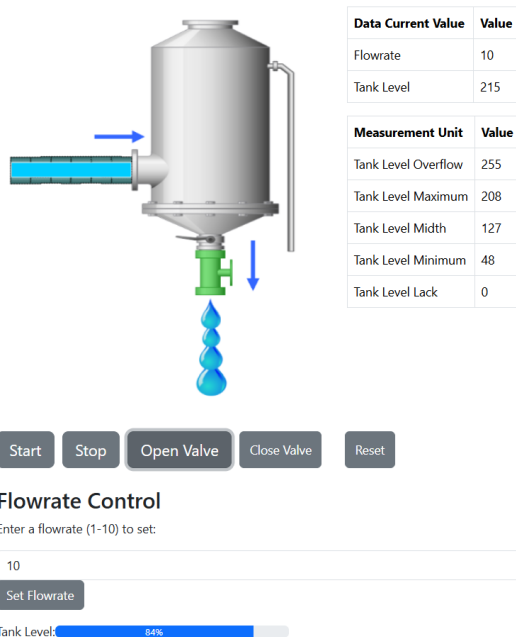 Data Current Value Value
Flowrate 10
Tank Level 215
Measurement Unit Value
Tank Level Overflow 255
Tank Level Maximum 208
Tank Level Midth 127
Tank Level Minimum 48
Tank Level Lack 0
Start Stop Open Valve Close Valve Reset
Flowrate Control
Enter a flowrate (1-10) to set:
10
Set Flowrate
Tank Level: 84%